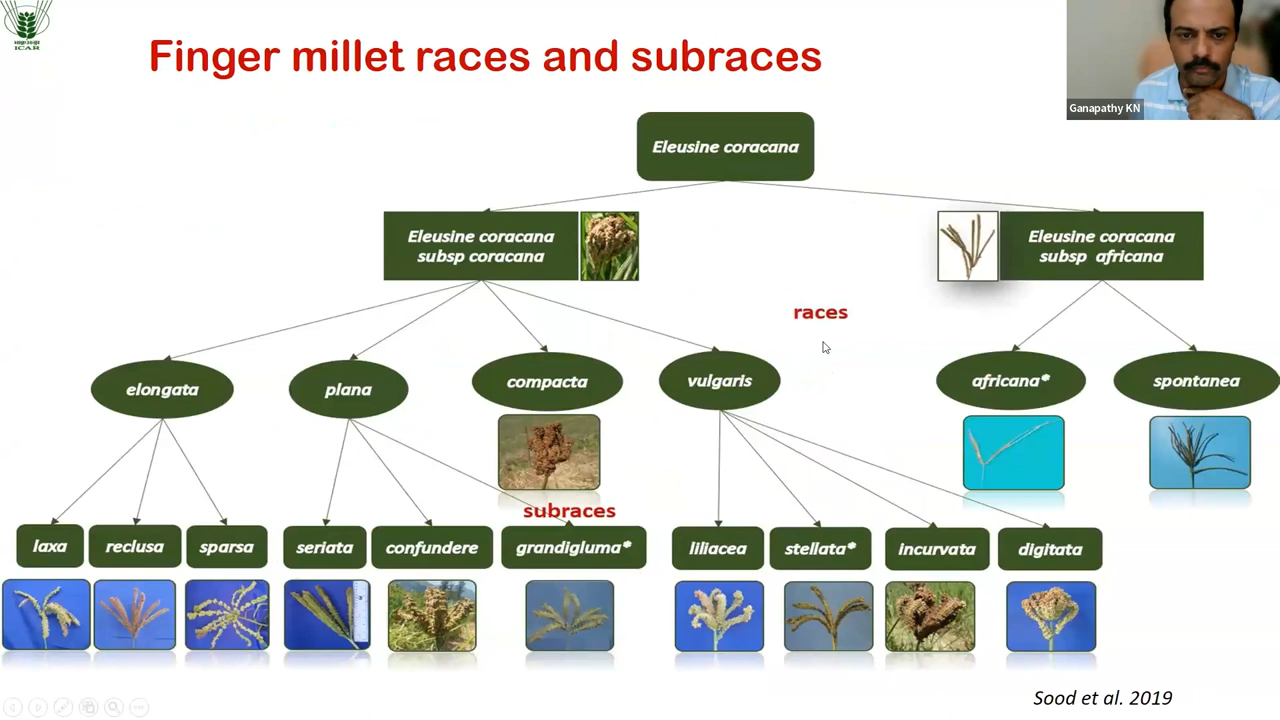 ICAR
Finger millet races and subraces
Ganapathy KN
Eleusine coracana
Eleusine coracana
subsp coracana
Eleusine coracana
subsp africana
races
elongata
plana
compacta
vulgaris
africana*
spontanea
subraces
laxa
reclusa
sparsa
seriata
confundere
grandigluma*
liliacea
stellata*
incurvata
digitata
Sood et al. 2019